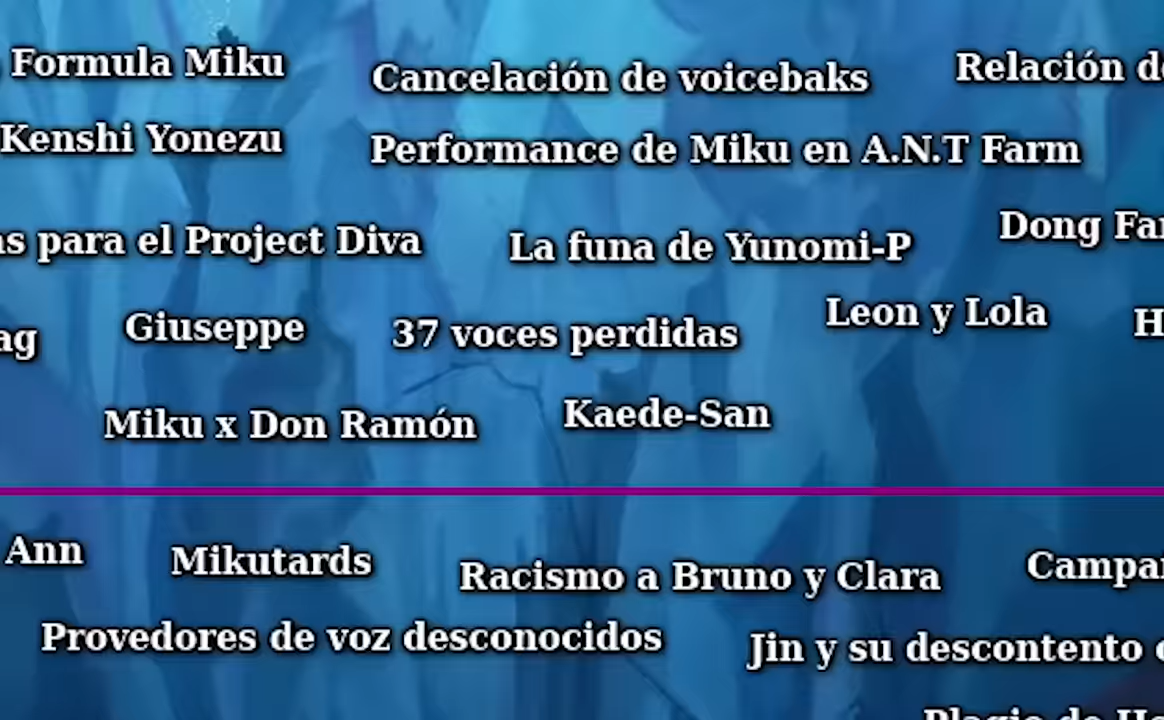 Formula Miku
Cancelación de voicebaks
Relación
Kenshi Yonezu
Performance de Miku en A.N.T Farm
para el Project Diva
La funa de Yunomi-P
Dong
Giuseppe
37 voces perdidas
Leon y Lola
Miku x Don Ramón
Kaede-San
Ann
Mikutards
Racismo a Bruno y Clara
Provedores de voz desconocidos
Jin y su descontento